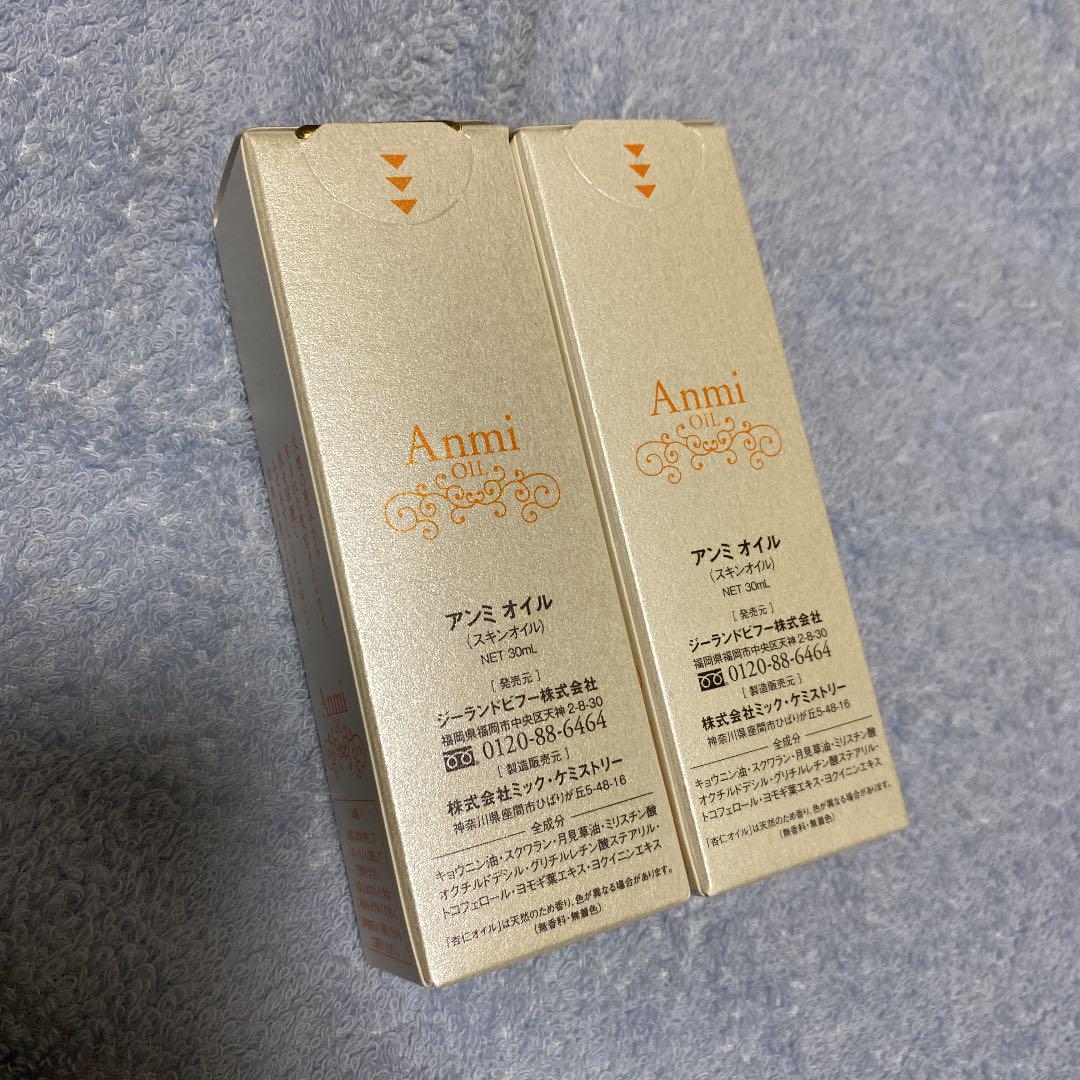 Anmi
OIL
アンミ オイル
（スキンオイル）
NET 30mL
[ 発売元 ]
ジーランドビフー株式会社
福岡県福岡市中央区天神2-8-30
0120-88-6464
[ 製造販売元 ]
株式会社ミック・ケミストリー
神奈川県座間市ひばりが丘5-48-16
全成分
キョウニン油・スクワラン・月見草油・ミリスチン酸
オクチルドデシル・グリチルレチン酸ステアリル・
トコフェロール・ヨモギ葉エキス・ヨクイニンエキス
「杏仁オイル」は天然のため香り、色が異なる場合があります。
（無香料・無着色）
Anmi
OIL
アンミ オイル
（スキンオイル）
NET 30mL
[ 発売元 ]
ジーランドビフー株式会社
福岡県福岡市中央区天神2-8-30
0120-88-6464
[ 製造販売元 ]
株式会社ミック・ケミストリー
神奈川県座間市ひばりが丘5-48-16
全成分
キョウニン油・スクワラン・月見草油・ミリスチン酸
オクチルドデシル・グリチルレチン酸ステアリル・
トコフェロール・ヨモギ葉エキス・ヨクイニンエキス
「杏仁オイル」は天然のため香り、色が異なる場合があります。
（無香料・無着色）
Anmi
OIL